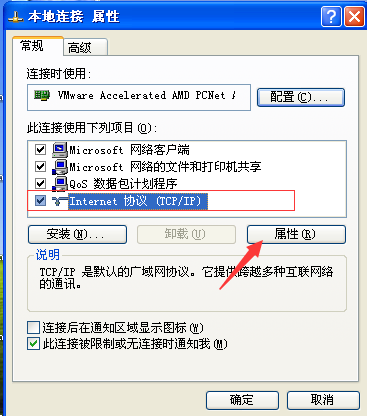 本地连接 属性
常规 高级
连接时使用:
VMware Accelerated AMD PCNet A
配置(C)...
此连接使用下列项目(O):
Microsoft 网络客户端
Microsoft 网络的文件和打印机共享
QoS 数据包计划程序
Internet 协议 (TCP/IP)
安装(N)... 卸载(U) 属性(R)
说明
TCP/IP 是默认的广域网协议。它提供跨越多种互联网络
的通讯。
连接后在通知区域显示图标(W)
此连接被限制或无连接时通知我(M)
确定 取消